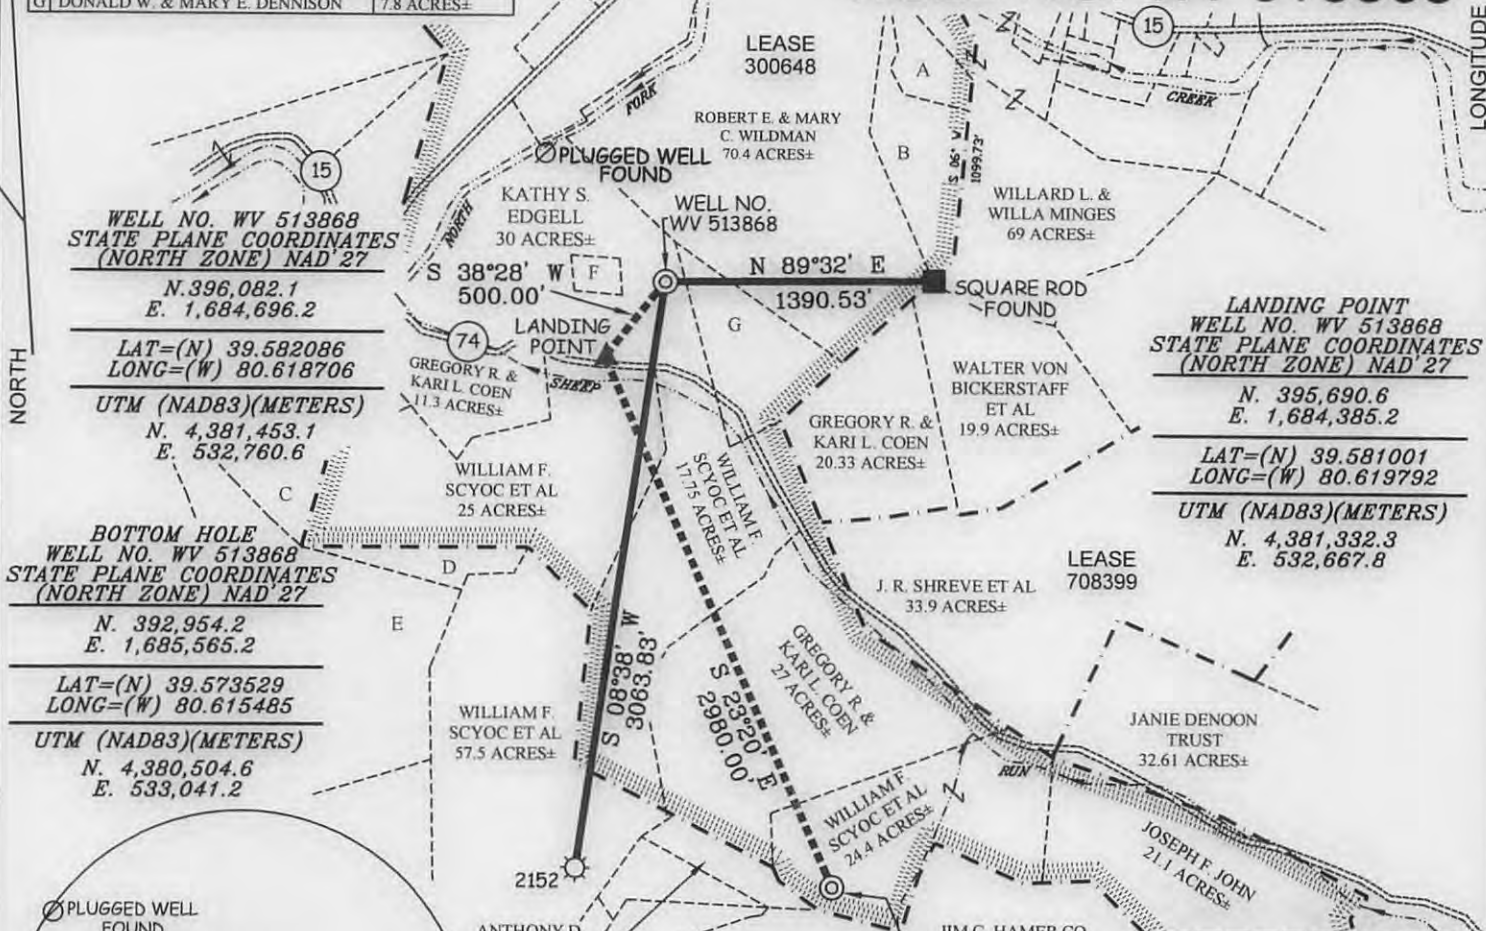 G DONALD W. & MARY E. DENNISON 7.8 ACRES±
LONGITUDE
15
LEASE
300648
A
CREEK
FORK
ROBERT E. & MARY
C. WILDMAN
70.4 ACRES±
B
S 06° V
1099.73'
15
PLUGGED WELL
FOUND
KATHY S.
EDGELL
30 ACRES±
NORTH
WELL NO.
WV 513868
WILLARD L. &
WILLA MINGES
69 ACRES±
WELL NO. WV 513868
STATE PLANE COORDINATES
(NORTH ZONE) NAD'27
N.396,082.1
E. 1,684,696.2
LAT=(N) 39.582086
LONG=(W) 80.618706
UTM (NAD83)(METERS)
N. 4,381,453.1
E. 532,760.6
NORTH
S 38°28' W
500.00'
F
N 89°32' E
1390.53'
SQUARE ROD
FOUND
G
LANDING
POINT
74
GREGORY R. &
KARI L. COEN
11.3 ACRES±
SHEEP
WALTER VON
BICKERSTAFF
ET AL
19.9 ACRES±
GREGORY R. &
KARI L. COEN
20.33 ACRES±
LANDING POINT
WELL NO. WV 513868
STATE PLANE COORDINATES
(NORTH ZONE) NAD'27
N. 395,690.6
E. 1,684,385.2
LAT=(N) 39.581001
LONG=(W) 80.619792
UTM (NAD83)(METERS)
N. 4,381,332.3
E. 532,667.8
WILLIAM F.
SCYOC ET AL
25 ACRES±
WILLIAM F.
SCYOC ET AL
17.75 ACRES±
C
D
E
BOTTOM HOLE
WELL NO. WV 513868
STATE PLANE COORDINATES
(NORTH ZONE) NAD'27
N. 392,954.2
E. 1,685,565.2
LAT=(N) 39.573529
LONG=(W) 80.615485
UTM (NAD83)(METERS)
N. 4,380,504.6
E. 533,041.2
LEASE
708399
J. R. SHREVE ET AL
33.9 ACRES±
S 08°38' W
3063.83'
S 23°20' E
2980.00'
GREGORY R. &
KARI L. COEN
27 ACRES±
WILLIAM F.
SCYOC ET AL
57.5 ACRES±
JANIE DENOON
TRUST
32.61 ACRES±
RUN
WILLIAM F.
SCYOC ET AL
24.4 ACRES±
JOSEPH F. JOHN
21.1 ACRES±
2152
PLUGGED WELL
FOUND
ANTHONY D.
JIM C. HAMER CO.